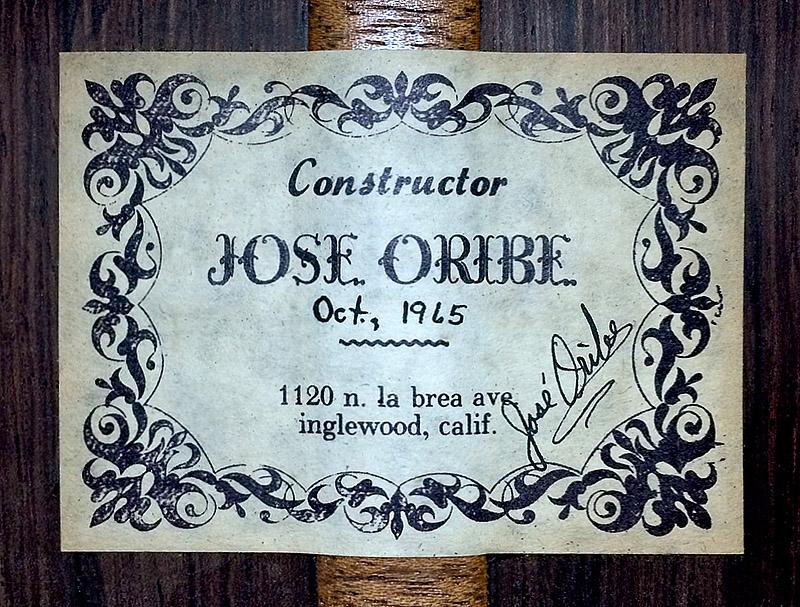 Constructor
JOSE ORIBE
Oct., 1965
1120 n. la brea ave.
inglewood, calif.
José Oribe